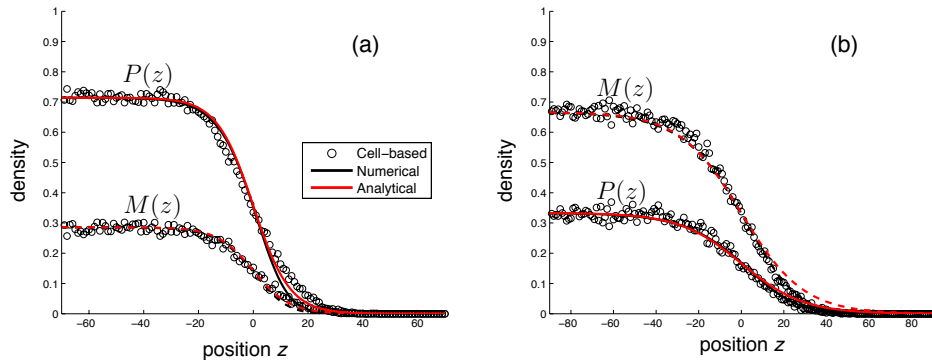 (a)
1
0.9
0.8
0.7
0.6
0.5
0.4
0.3
0.2
0.1
0
density
P(z)
M(z)
Cell-based
Numerical
Analytical
−60 −40 −20 0 20 40 60
position z
(b)
1
0.9
0.8
0.7
0.6
0.5
0.4
0.3
0.2
0.1
0
density
M(z)
P(z)
−80 −60 −40 −20 0 20 40 60 80
position z